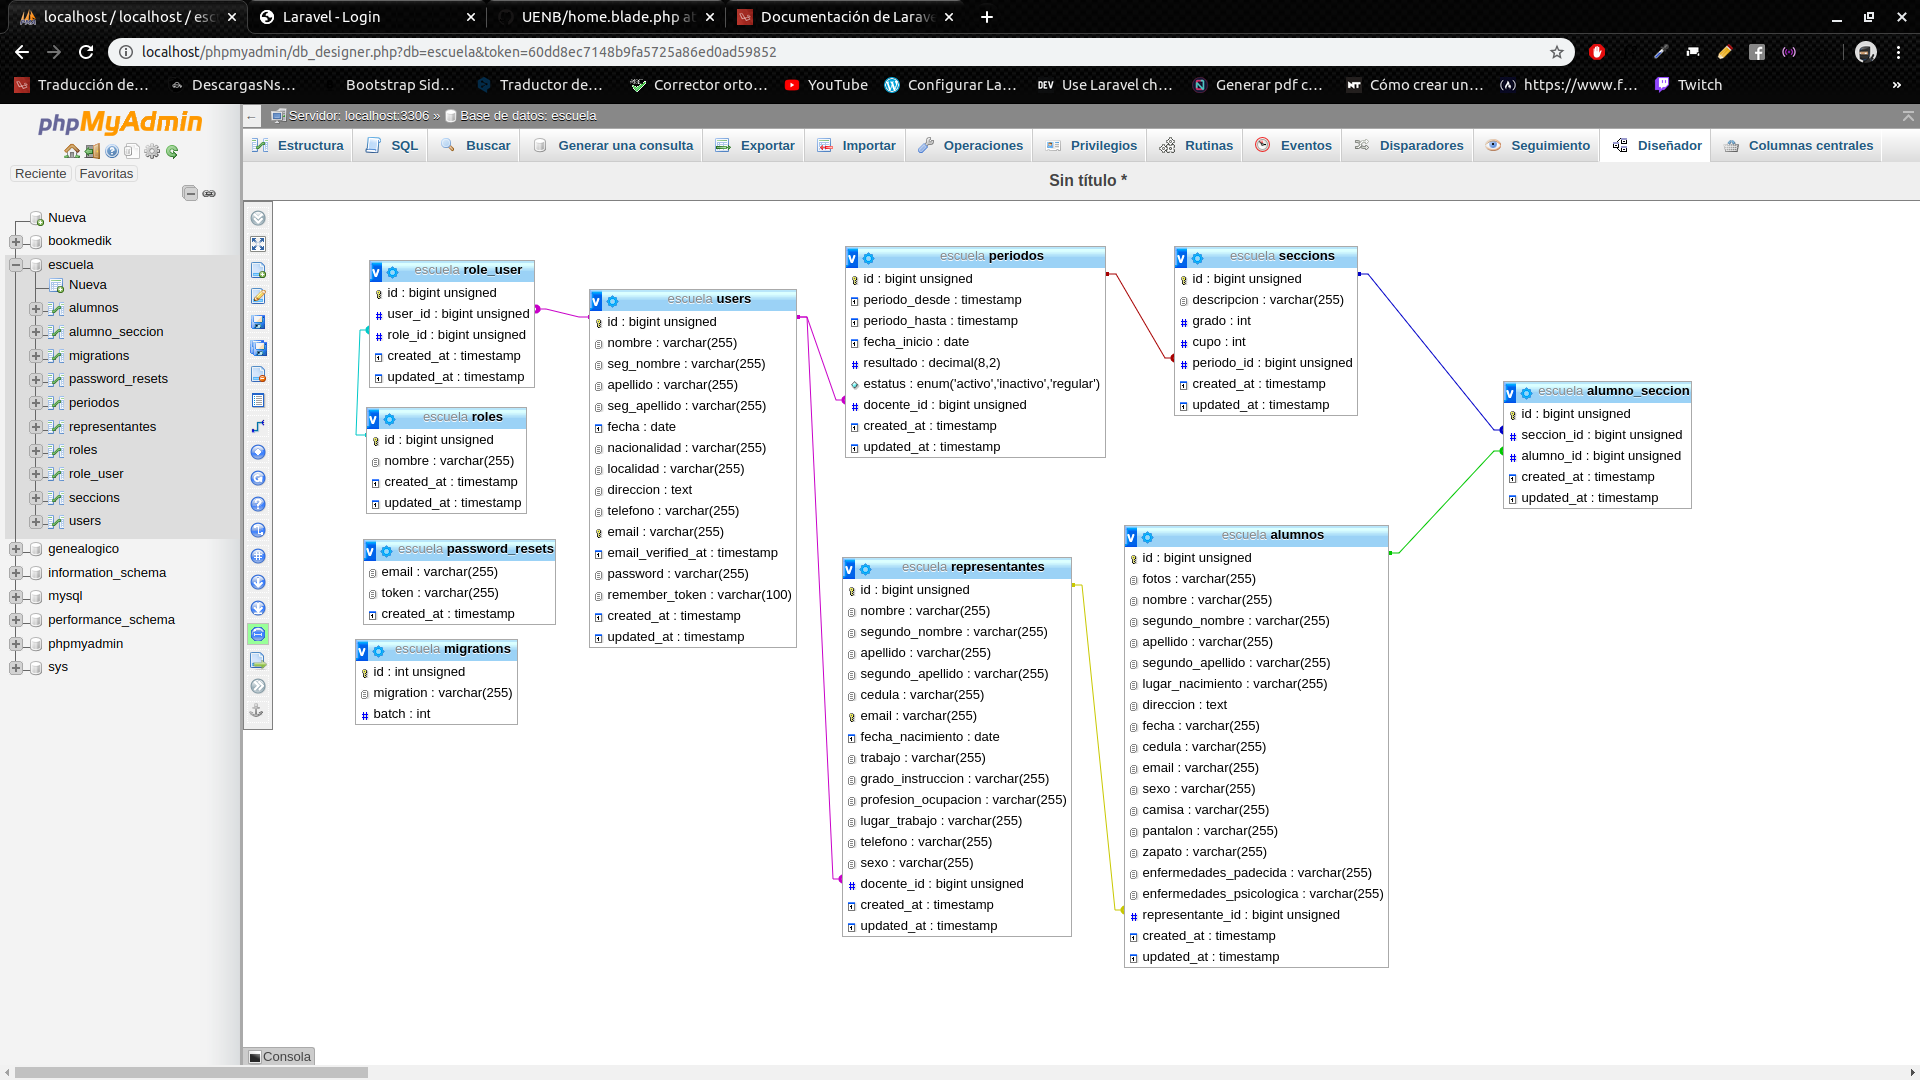 localhost / localhost / esc
Laravel - Login
UENB/home.blade.php at
Documentación de Larave
localhost/phpmyadmin/db_designer.php?db=escuela&token=60dd8ec7148b9fa5725a86ed0ad59852
Traducción de...
DescargasNs...
Bootstrap Sid...
Traductor de...
Corrector orto...
YouTube
Configurar La...
DEV Use Laravel ch...
Generar pdf c...
Cómo crear un...
https://www.f...
Twitch
phpMyAdmin
Reciente
Favoritas
Nueva
bookmedik
escuela
Nueva
alumnos
alumno_seccion
migrations
password_resets
periodos
representantes
roles
role_user
seccions
users
genealogico
information_schema
mysql
performance_schema
phpmyadmin
sys
Servidor: localhost:3306 » Base de datos: escuela
Estructura
SQL
Buscar
Generar una consulta
Exportar
Importar
Operaciones
Privilegios
Rutinas
Eventos
Disparadores
Seguimiento
Diseñador
Columnas centrales
Sin título *
escuela role_user
id : bigint unsigned
user_id : bigint unsigned
role_id : bigint unsigned
created_at : timestamp
updated_at : timestamp
escuela roles
id : bigint unsigned
nombre : varchar(255)
created_at : timestamp
updated_at : timestamp
escuela password_resets
email : varchar(255)
token : varchar(255)
created_at : timestamp
escuela migrations
id : int unsigned
migration : varchar(255)
batch : int
escuela users
id : bigint unsigned
nombre : varchar(255)
seg_nombre : varchar(255)
apellido : varchar(255)
seg_apellido : varchar(255)
fecha : date
nacionalidad : varchar(255)
localidad : varchar(255)
direccion : text
telefono : varchar(255)
email : varchar(255)
email_verified_at : timestamp
password : varchar(255)
remember_token : varchar(100)
created_at : timestamp
updated_at : timestamp
escuela periodos
id : bigint unsigned
periodo_desde : timestamp
periodo_hasta : timestamp
fecha_inicio : date
resultado : decimal(8,2)
estatus : enum('activo','inactivo','regular')
docente_id : bigint unsigned
created_at : timestamp
updated_at : timestamp
escuela representantes
id : bigint unsigned
nombre : varchar(255)
segundo_nombre : varchar(255)
apellido : varchar(255)
segundo_apellido : varchar(255)
cedula : varchar(255)
email : varchar(255)
fecha_nacimiento : date
trabajo : varchar(255)
grado_instruccion : varchar(255)
profesion_ocupacion : varchar(255)
lugar_trabajo : varchar(255)
telefono : varchar(255)
sexo : varchar(255)
docente_id : bigint unsigned
created_at : timestamp
updated_at : timestamp
escuela seccions
id : bigint unsigned
descripcion : varchar(255)
grado : int
cupo : int
periodo_id : bigint unsigned
created_at : timestamp
updated_at : timestamp
escuela alumnos
id : bigint unsigned
fotos : varchar(255)
nombre : varchar(255)
segundo_nombre : varchar(255)
apellido : varchar(255)
segundo_apellido : varchar(255)
lugar_nacimiento : varchar(255)
direccion : text
fecha : varchar(255)
cedula : varchar(255)
email : varchar(255)
sexo : varchar(255)
camisa : varchar(255)
pantalon : varchar(255)
zapato : varchar(255)
enfermedades_padecida : varchar(255)
enfermedades_psicologica : varchar(255)
representante_id : bigint unsigned
created_at : timestamp
updated_at : timestamp
escuela alumno_seccion
id : bigint unsigned
seccion_id : bigint unsigned
alumno_id : bigint unsigned
created_at : timestamp
updated_at : timestamp
Consola